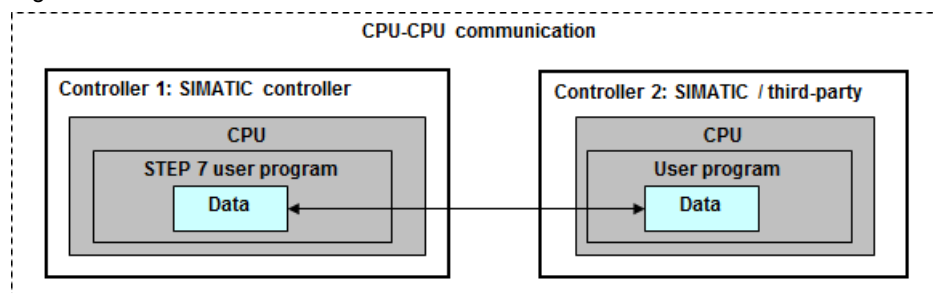 CPU-CPU communication
Controller 1: SIMATIC controller
CPU
STEP 7 user program
Data
Controller 2: SIMATIC / third-party
CPU
User program
Data